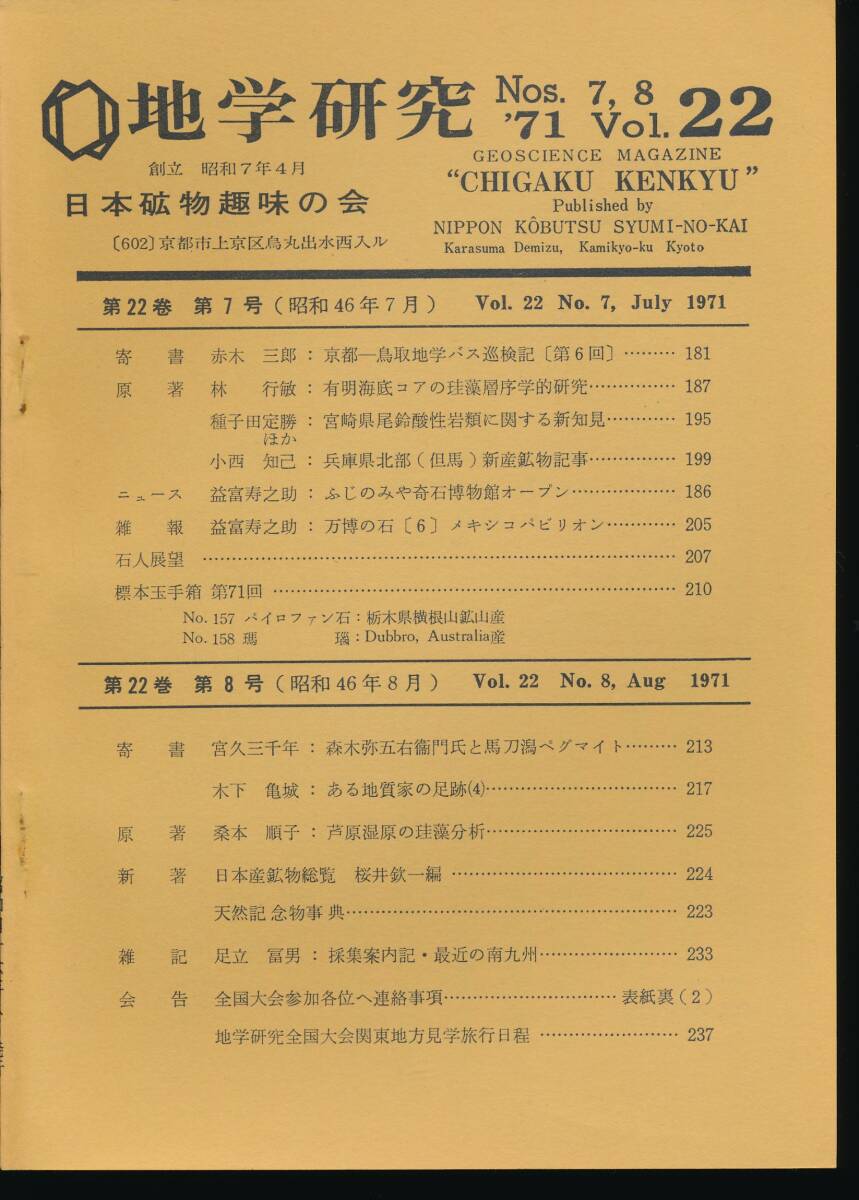 地学研究 Nos. 7, 8 '71 Vol. 22
GEOSCIENCE MAGAZINE
"CHIGAKU KENKYU"
Published by
NIPPON KÔBUTSU SYUMI-NO-KAI
Karasuma Demizu, Kamikyo-ku Kyoto
創立 昭和7年4月
日本砿物趣味の会
〔602〕京都市上京区烏丸出水西入ル
第22巻 第7号(昭和46年7月) Vol. 22 No. 7, July 1971
寄書 赤木 三郎:京都―鳥取地学バス巡検記〔第6回〕………181
原著 林 行敏:有明海底コアの珪藻層序学的研究……………187
種子田定勝:宮崎県尾鈴酸性岩類に関する新知見…………195
ほか
小西 知己:兵庫県北部(但馬)新産鉱物記事……………199
ニュース 益富寿之助:ふじのみや奇石博物館オープン………………186
雑報 益富寿之助:万博の石〔6〕メキシコパビリオン…………205
石人展望 ………………………………………………………………207
標本玉手箱 第71回 ……………………………………………………210
No. 157 パイロファン石:栃木県横根山鉱山産
No. 158 瑪瑙:Dubbro, Australia産
第22巻 第8号(昭和46年8月) Vol. 22 No. 8, Aug 1971
寄書 宮久三千年:森木弥五右衞門氏と馬刀潟ペグマイト………213
木下 亀城:ある地質家の足跡⑷……………………………217
原著 桑本 順子:芦原湿原の珪藻分析………………………………225
新著 日本産鉱物総覧 桜井欽一編 …………………………………224
天然記念物事典…………………………………………………223
雑記 足立 冨男:採集案内記・最近の南九州……………………233
会告 全国大会参加各位へ連絡事項…………………………表紙裏(2)
地学研究全国大会関東地方見学旅行日程 ……………………237